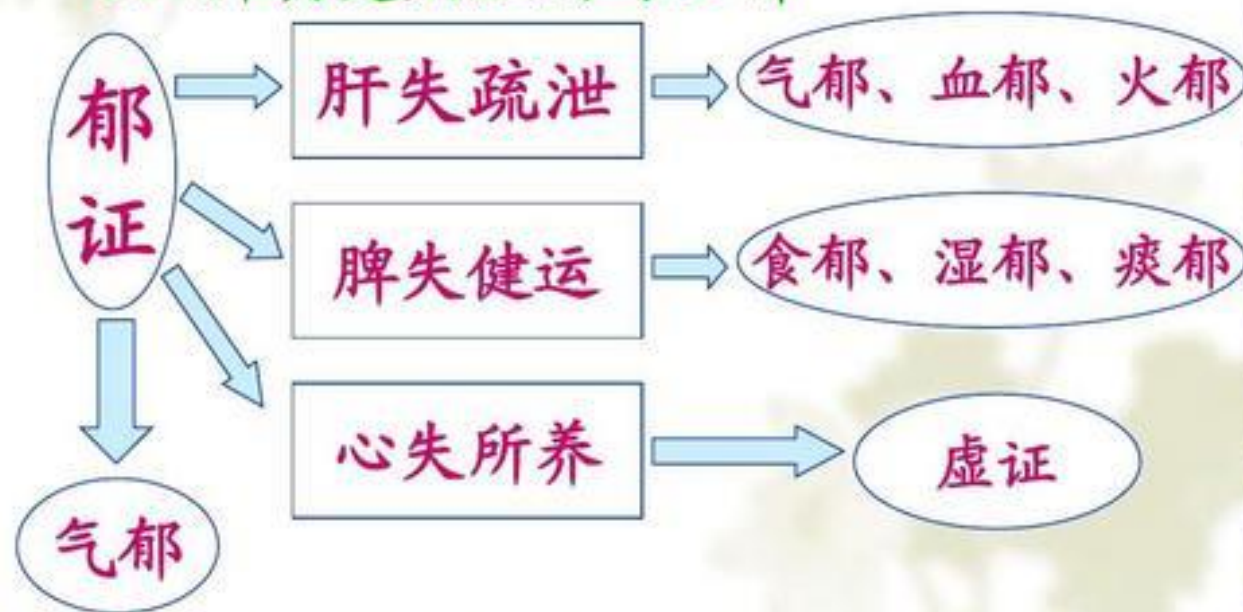 郁证
肝失疏泄
气郁、血郁、火郁
脾失健运
食郁、湿郁、痰郁
心失所养
虚证
气郁